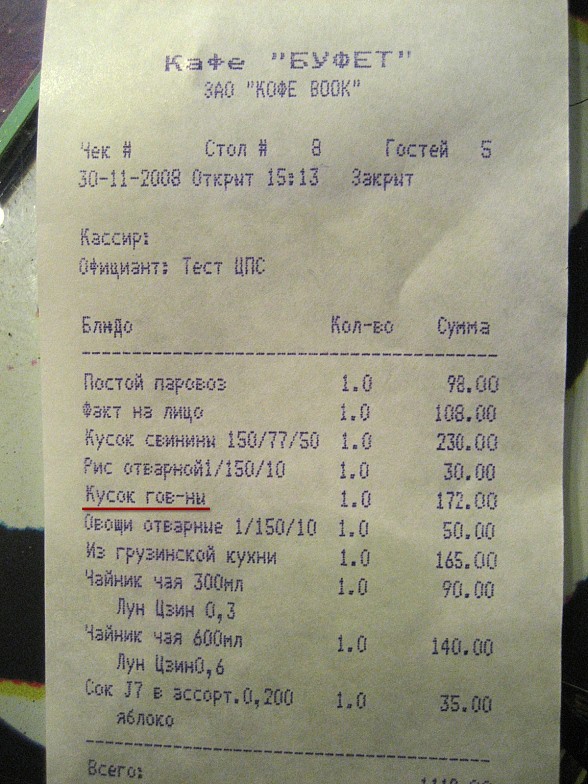 Кафе "БУФЕТ"
ЗАО "КОФЕ BOOK"
Чек # Стол # 8 Гостей 5
30-11-2008 Открыт 15:13 Закрыт
Кассир:
Официант: Тест ЦПС
Блюдо Кол-во Сумма
Постой паровоз 1.0 98.00
Факт на лицо 1.0 108.00
Кусок свинины 150/77/50 1.0 230.00
Рис отварной1/150/10 1.0 30.00
Кусок гов-ны 1.0 172.00
Овощи отварные 1/150/10 1.0 50.00
Из грузинской кухни 1.0 165.00
Чайник чая 300мл 1.0 90.00
Лун Цзин 0,3
Чайник чая 600мл 1.0 140.00
Лун Цзин0,6
Сок J7 в ассорт.0,200 1.0 35.00
яблоко
Всего: